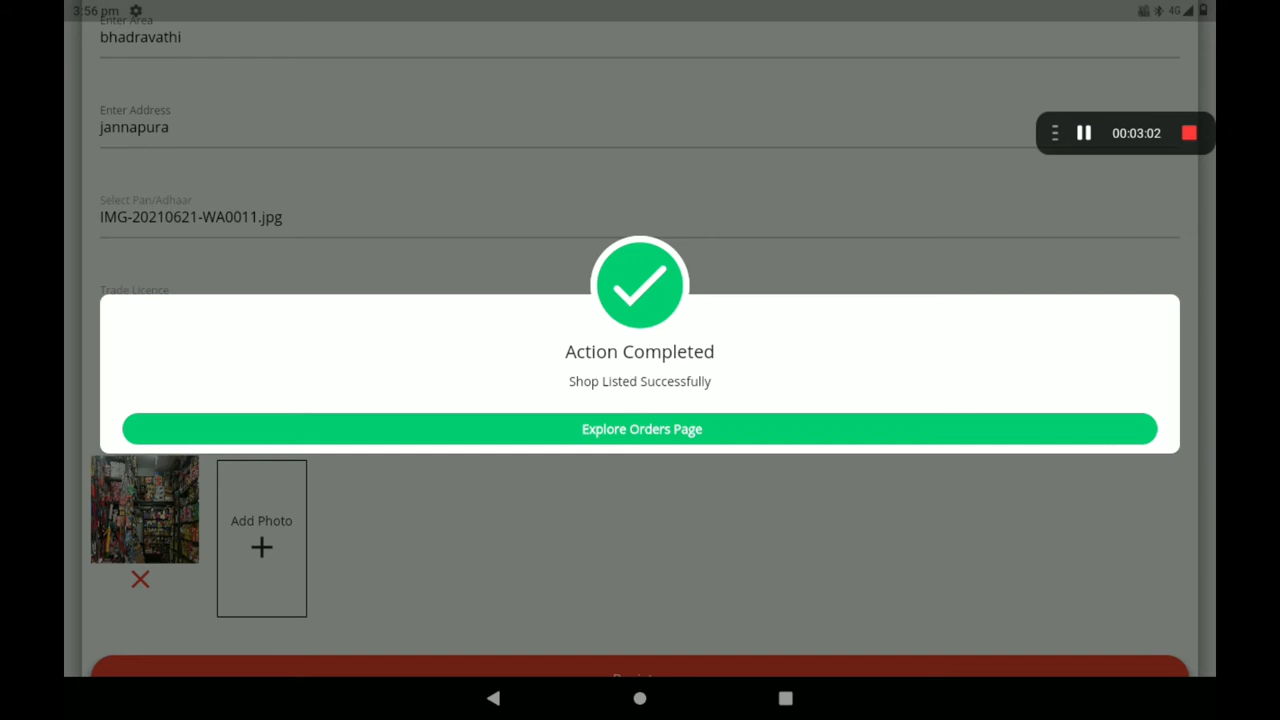 3:56 pm
4G
Enter Area
bhadravathi
Enter Address
jannapura
00:03:02
Select Pan/Adhaar
IMG-20210621-WA0011.jpg
Trade Licence
Action Completed
Shop Listed Successfully
Explore Orders Page
Add Photo